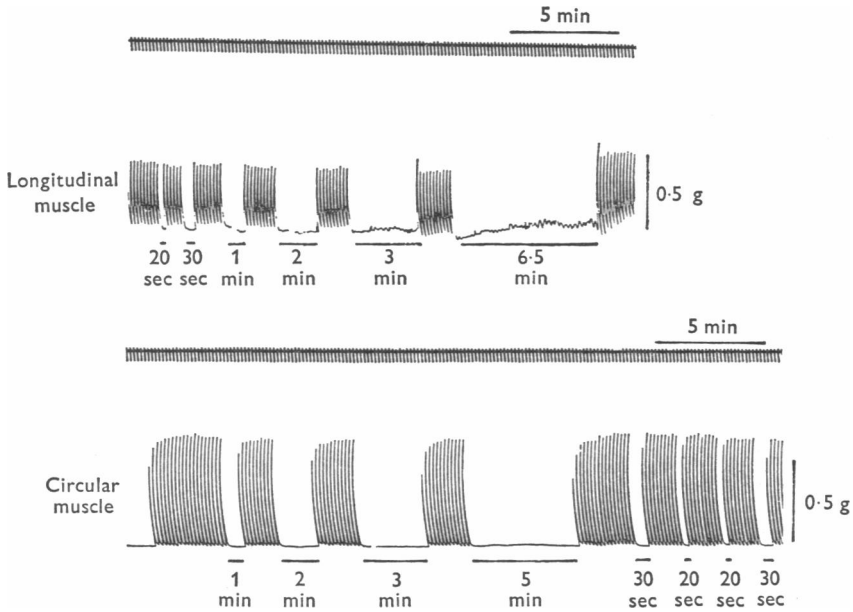 5 min
Longitudinal
muscle
0·5 g
20 30 1 2 3 6·5
sec sec min min min min
5 min
Circular
muscle
0·5 g
1 2 3 5 30 20 20 30
min min min min sec sec sec sec